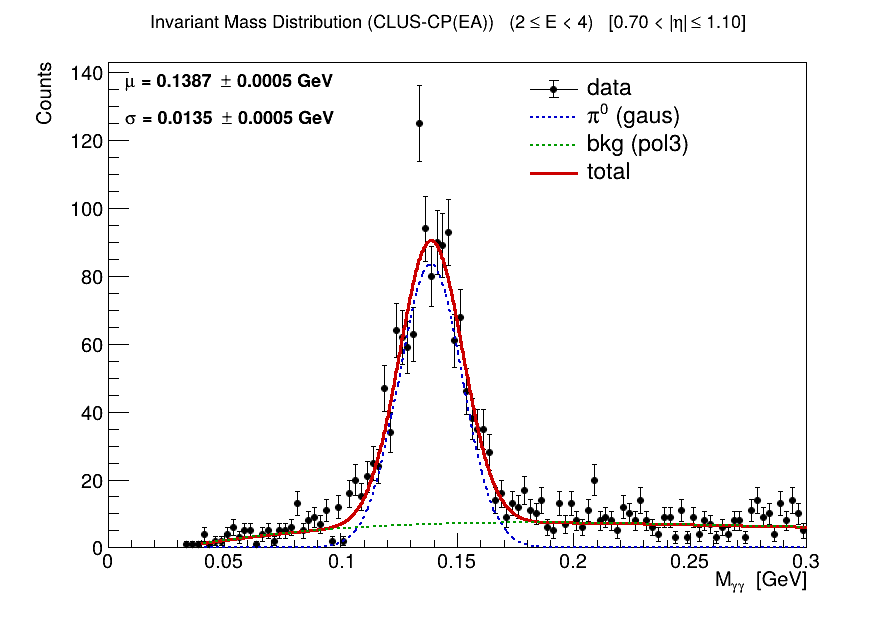 Invariant Mass Distribution (CLUS-CP(EA)) (2 ≤ E < 4) [0.70 < |η| ≤ 1.10]
μ = 0.1387 ± 0.0005 GeV
σ = 0.0135 ± 0.0005 GeV
data
π⁰ (gaus)
bkg (pol3)
total
Counts
140
120
100
80
60
40
20
0
0 0.05 0.1 0.15 0.2 0.25 0.3
M_γγ [GeV]